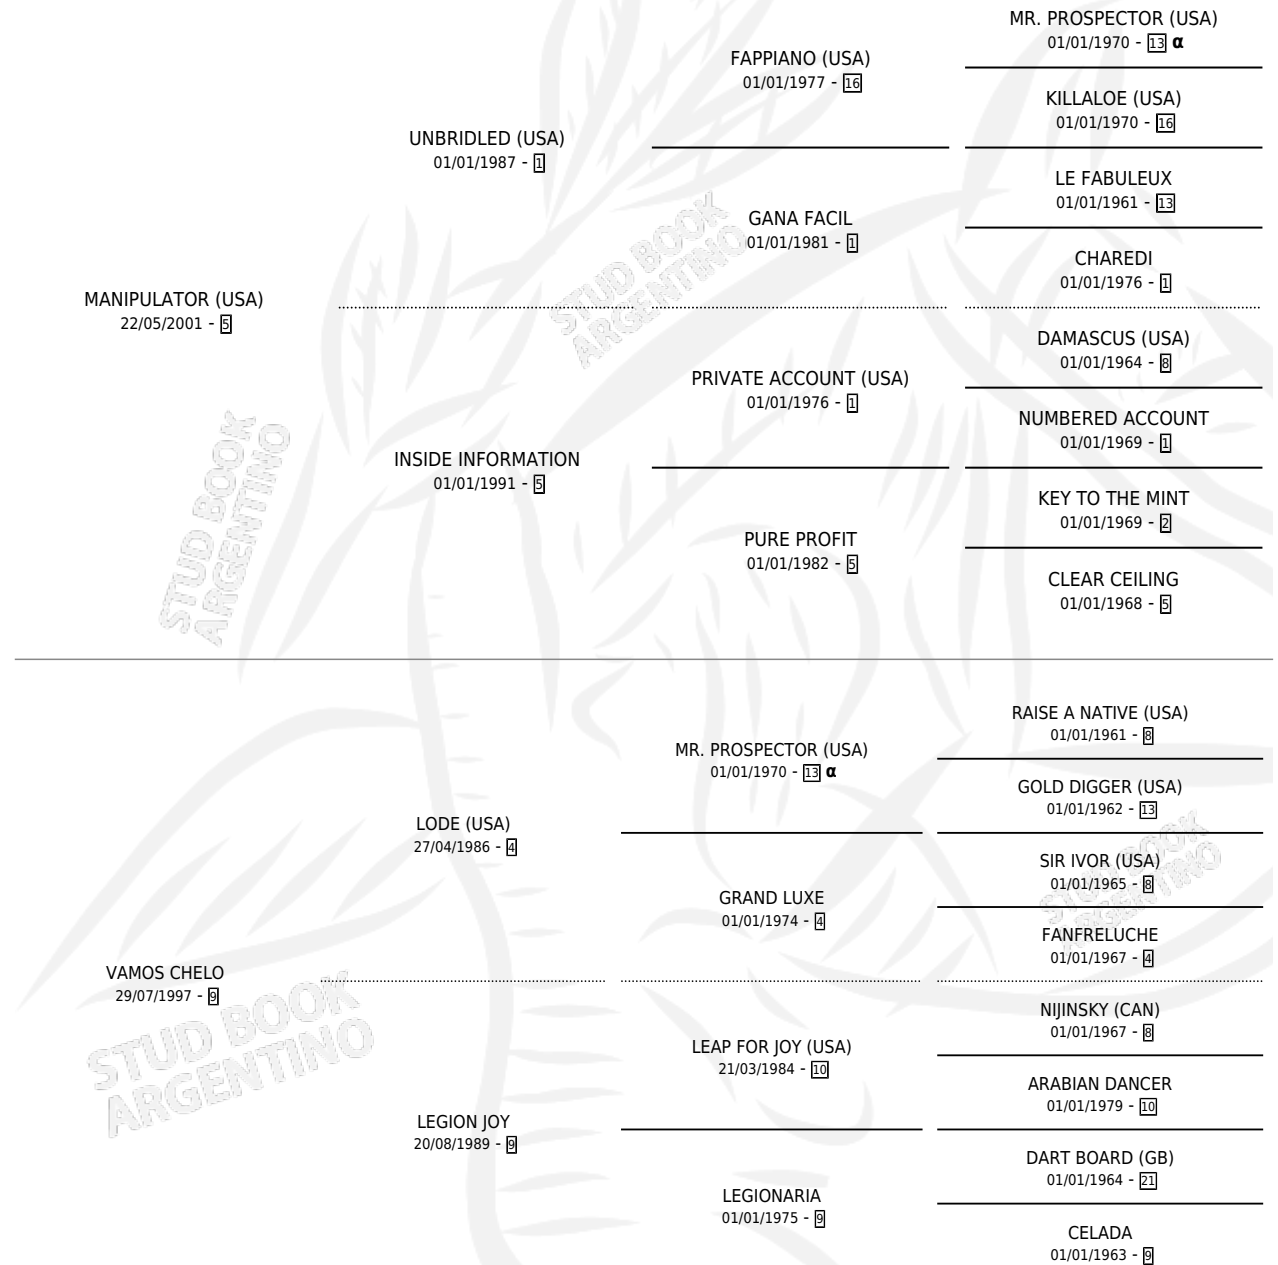 MR. PROSPECTOR (USA)
01/01/1970 - 13 α
FAPPIANO (USA)
01/01/1977 - 16
KILLALOE (USA)
01/01/1970 - 16
UNBRIDLED (USA)
01/01/1987 - 1
LE FABULEUX
01/01/1961 - 13
GANA FACIL
01/01/1981 - 1
CHAREDI
01/01/1976 - 1
MANIPULATOR (USA)
22/05/2001 - 5
DAMASCUS (USA)
01/01/1964 - 8
PRIVATE ACCOUNT (USA)
01/01/1976 - 1
NUMBERED ACCOUNT
01/01/1969 - 1
INSIDE INFORMATION
01/01/1991 - 5
KEY TO THE MINT
01/01/1969 - 2
PURE PROFIT
01/01/1982 - 5
CLEAR CEILING
01/01/1968 - 5
RAISE A NATIVE (USA)
01/01/1961 - 8
MR. PROSPECTOR (USA)
01/01/1970 - 13 α
GOLD DIGGER (USA)
01/01/1962 - 13
LODE (USA)
27/04/1986 - 4
SIR IVOR (USA)
01/01/1965 - 8
GRAND LUXE
01/01/1974 - 4
FANFRELUCHE
01/01/1967 - 4
VAMOS CHELO
29/07/1997 - 9
NIJINSKY (CAN)
01/01/1967 - 8
LEAP FOR JOY (USA)
21/03/1984 - 10
ARABIAN DANCER
01/01/1979 - 10
LEGION JOY
20/08/1989 - 9
DART BOARD (GB)
01/01/1964 - 21
LEGIONARIA
01/01/1975 - 9
CELADA
01/01/1963 - 9
STUD BOOK
ARGENTINO
STUD BOOK
ARGENTINO
STUD BOOK
ARGENTINO
STUD BOOK
ARGENTINO